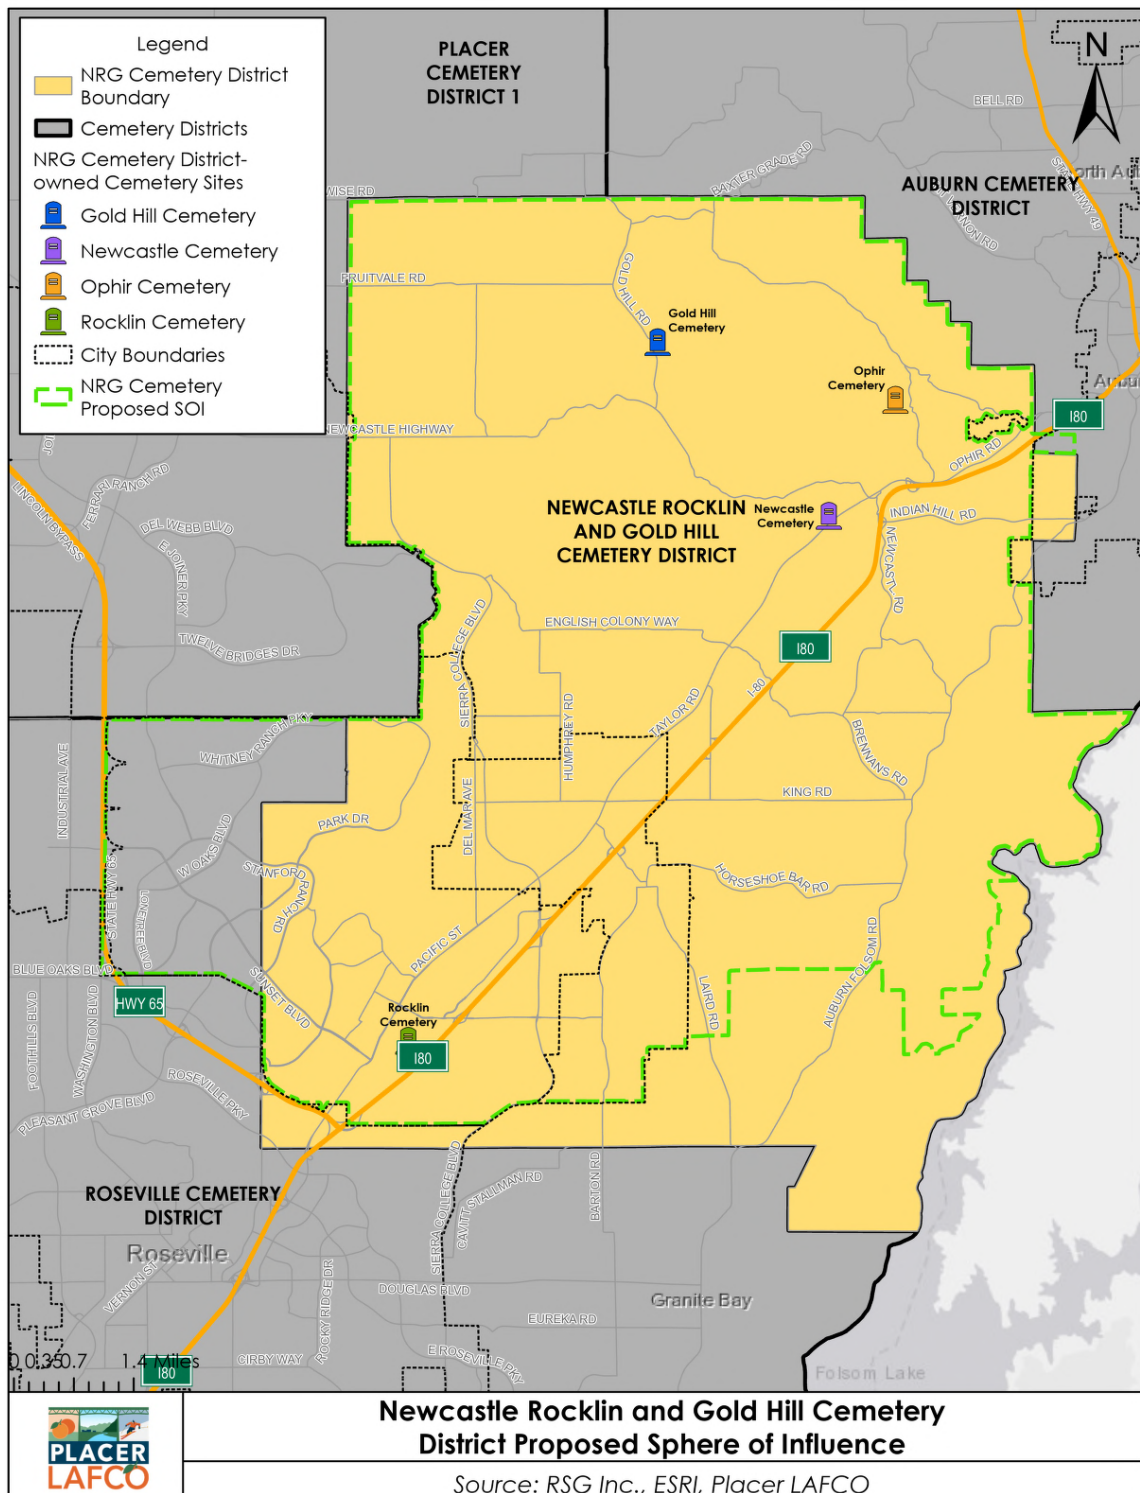 Legend
NRG Cemetery District
Boundary
Cemetery Districts
NRG Cemetery District-
owned Cemetery Sites
Gold Hill Cemetery
Newcastle Cemetery
Ophir Cemetery
Rocklin Cemetery
City Boundaries
NRG Cemetery
Proposed SOI
PLACER
CEMETERY
DISTRICT 1
N
BELL RD
STATE HWY 49
AUBURN CEMETERY
DISTRICT
BAXTER GRADE RD
WISE RD
FRUITVALE RD
GOLD HILL RD
Gold Hill
Cemetery
Ophir
Cemetery
I80
NEWCASTLE HIGHWAY
OPHIR RD
FERRARI RANCH RD
LINCOLN BYPASS
DEL WEBB BLVD
E JOINER PKY
TWELVE BRIDGES DR
NEWCASTLE ROCKLIN
AND GOLD HILL
CEMETERY DISTRICT
Newcastle
Cemetery
INDIAN HILL RD
SIERRA COLLEGE BLVD
ENGLISH COLONY WAY
I80
I-80
TAYLOR RD
HUMPHREY RD
BRENNANS RD
WHITNEY RANCH PKY
INDUSTRIAL AVE
PARK DR
DEL MAR AVE
KING RD
W OAKS BLVD
STANFORD
RANCH RD
HORSESHOE BAR RD
STATE HWY 65
LONETREE BLVD
PACIFIC ST
AUBURN FOLSOM RD
BLUE OAKS BLVD
SUNSET BLVD
LAIRD RD
HWY 65
Rocklin
Cemetery
I80
FOOTHILLS BLVD
WASHINGTON BLVD
ROSEVILLE PKY
PLEASANT GROVE BLVD
ROSEVILLE CEMETERY
DISTRICT
SIERRA COLLEGE BLVD
CAVITT STALLMAN RD
BARTON RD
Roseville
VERNON ST
ROCKY RIDGE DR
DOUGLAS BLVD
Granite Bay
EUREKA RD
CIRBY WAY
E ROSEVILLE PKY
Folsom Lake
0 0.35 0.7 1.4 Miles
I80
PLACER
LAFCO
Newcastle Rocklin and Gold Hill Cemetery
District Proposed Sphere of Influence
Source: RSG Inc., ESRI, Placer LAFCO